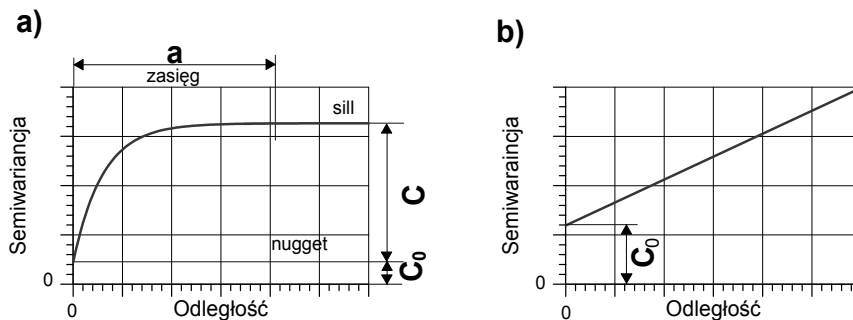 a)
a
zasięg
Semiwariancja
sill
C
nugget
C₀
0
0
Odległość
b)
Semiwaraincja
C₀
0
0
Odległość